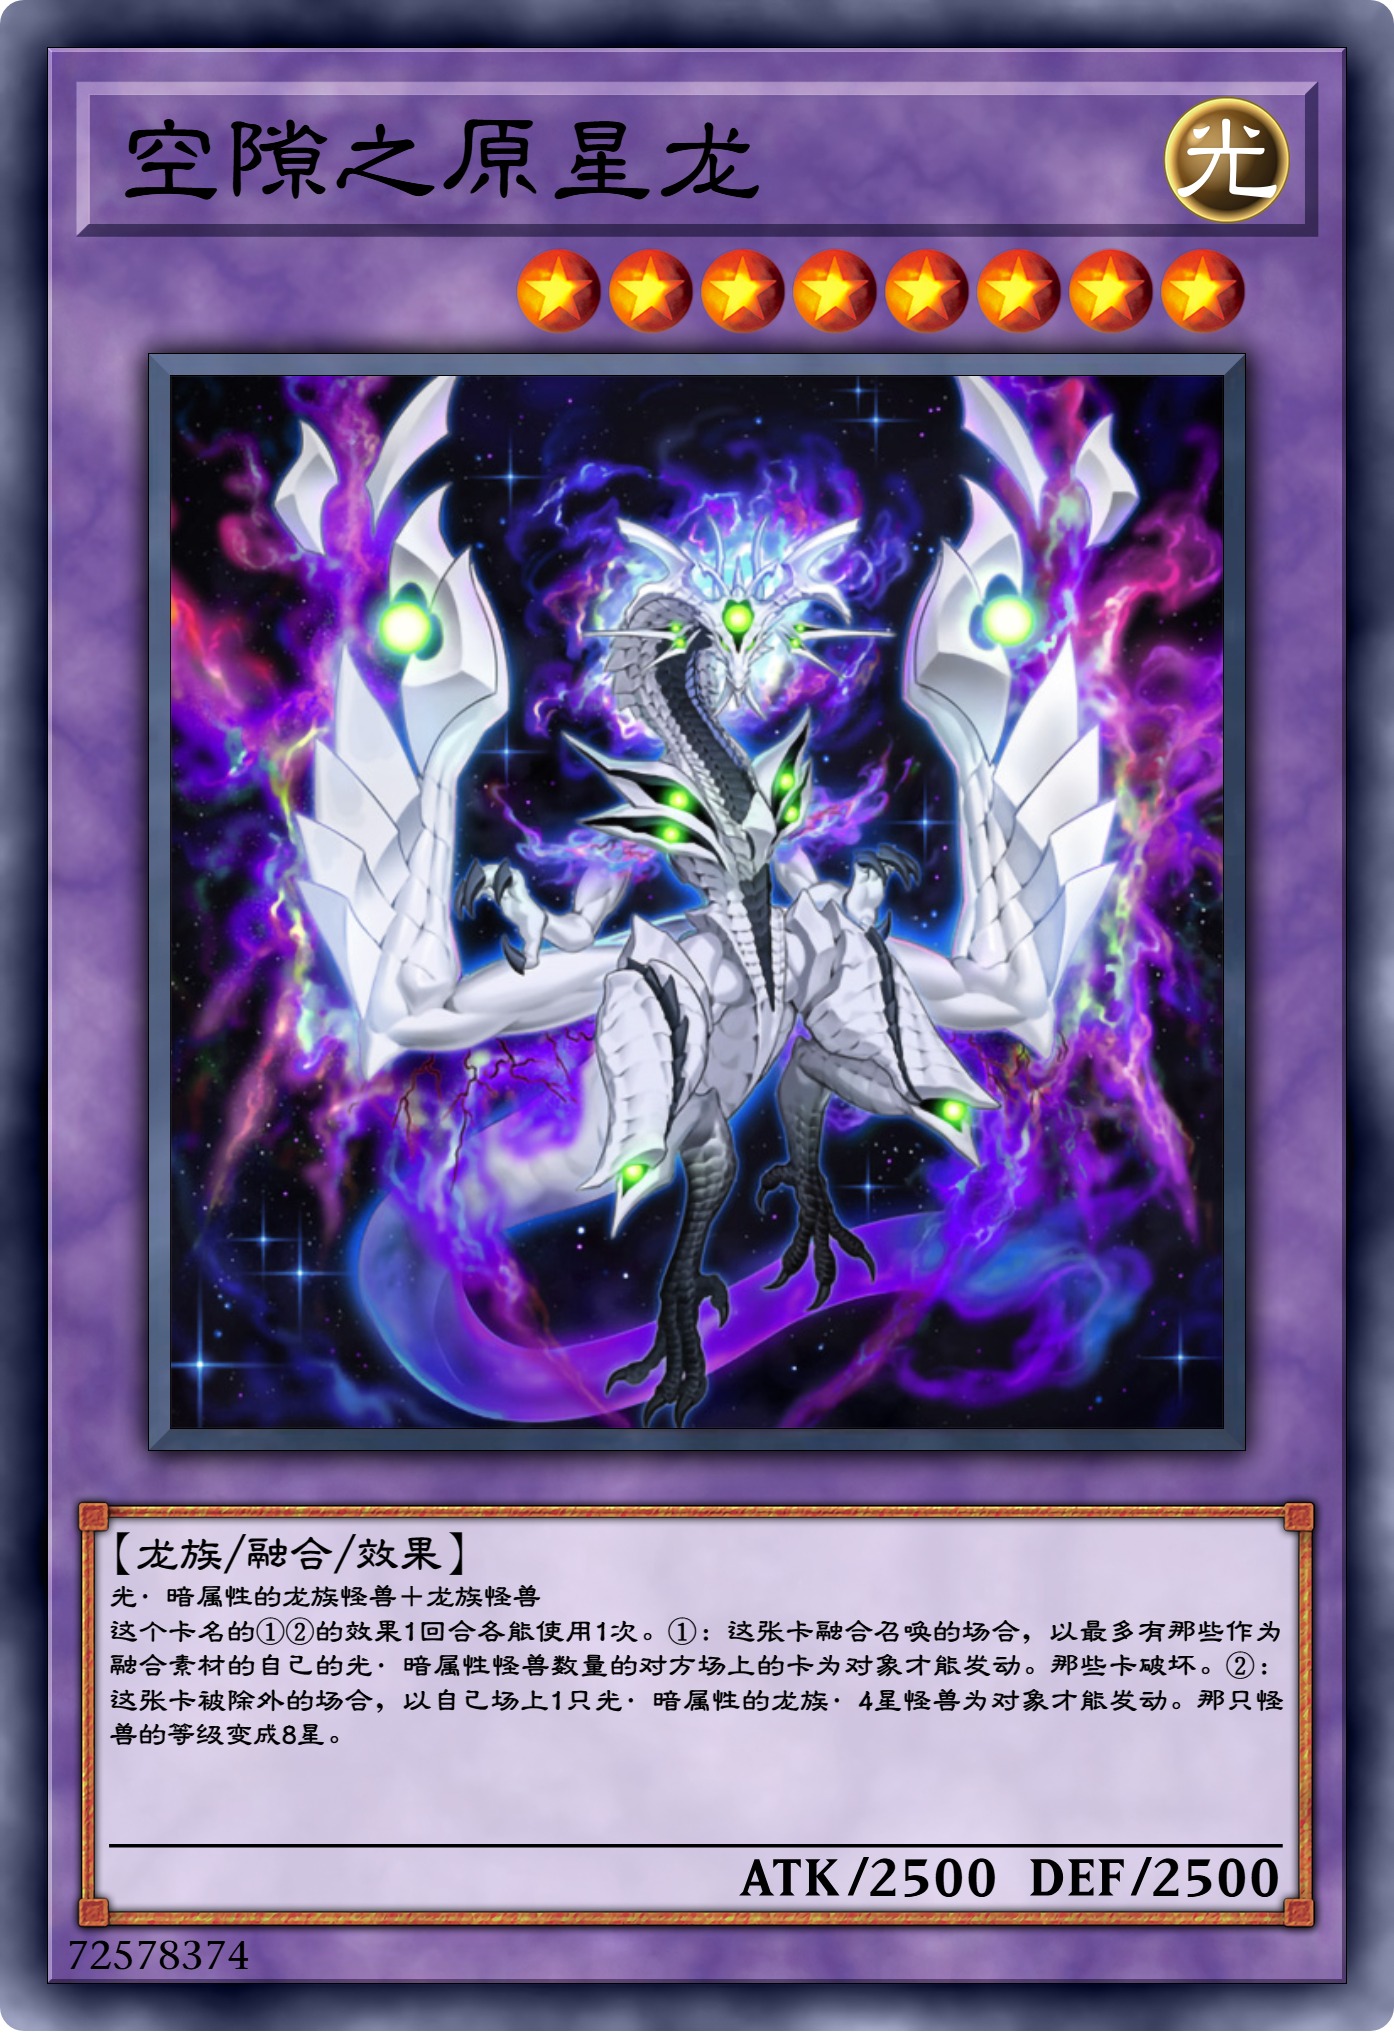 空隙之原星龙
光
【龙族/融合/效果】
光·暗属性的龙族怪兽＋龙族怪兽
这个卡名的①②的效果1回合各能使用1次。①：这张卡融合召唤的场合，以最多有那些作为
融合素材的自己的光·暗属性怪兽数量的对方场上的卡为对象才能发动。那些卡破坏。②：
这张卡被除外的场合，以自己场上1只光·暗属性的龙族·4星怪兽为对象才能发动。那只怪
兽的等级变成8星。
ATK/2500 DEF/2500
72578374